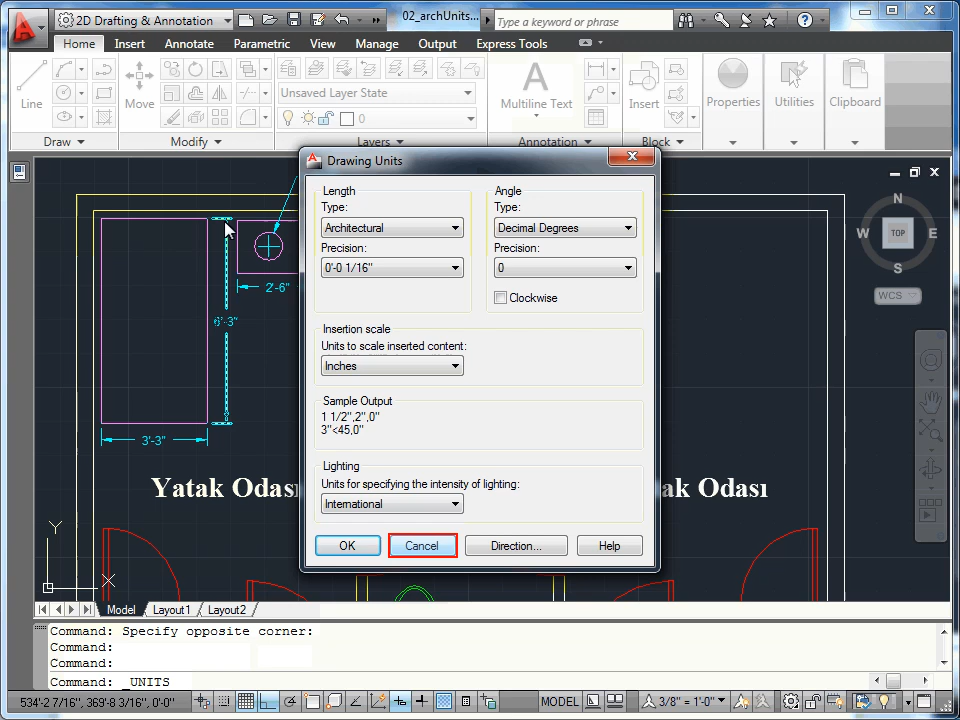 2D Drafting & Annotation
02_archUnits...
Type a keyword or phrase
Home Insert Annotate Parametric View Manage Output Express Tools
Line
Move
Unsaved Layer State
0
Multiline Text
Insert
Properties
Utilities
Clipboard
Draw
Modify
Layers
Annotation
Block
Drawing Units
Length
Type:
Architectural
Precision:
0'-0 1/16"
Angle
Type:
Decimal Degrees
Precision:
0
Clockwise
Insertion scale
Units to scale inserted content:
Inches
Sample Output
1 1/2",2",0"
3"<45,0"
Lighting
Units for specifying the intensity of lighting:
International
OK Cancel Direction... Help
2'-6"
6'-3"
3'-3"
N
W TOP E
S
WCS
Yatak Odası
ak Odası
Y
X
Model Layout1 Layout2
Command: Specify opposite corner:
Command:
Command:
Command: _UNITS
534'-2 7/16", 369'-8 3/16", 0'-0"
MODEL
3/8" = 1'-0"